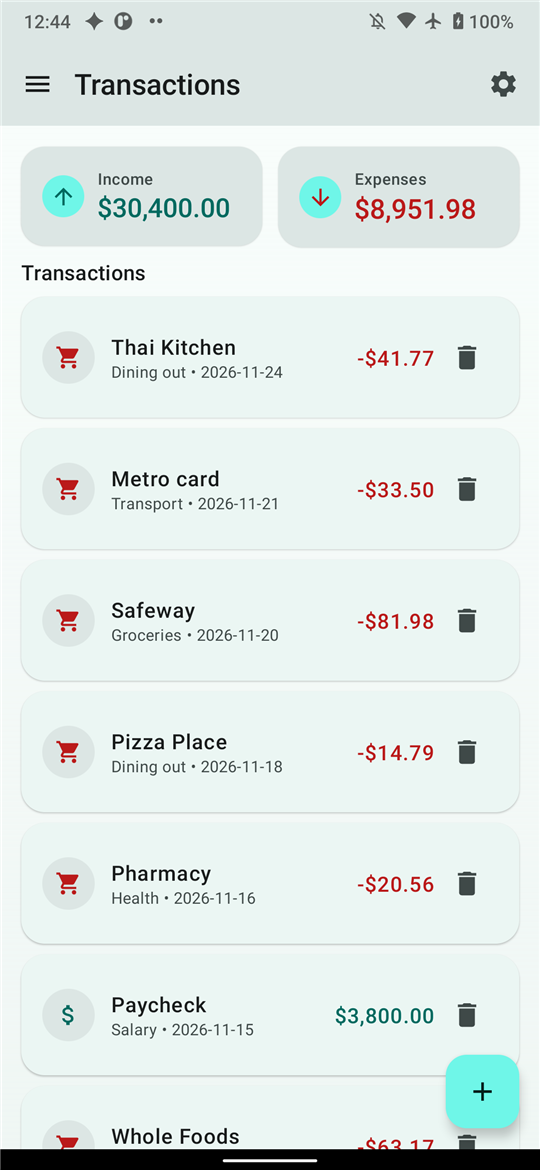 12:44
100%
Transactions
Income
$30,400.00
Expenses
$8,951.98
Transactions
Thai Kitchen
Dining out • 2026-11-24
-$41.77
Metro card
Transport • 2026-11-21
-$33.50
Safeway
Groceries • 2026-11-20
-$81.98
Pizza Place
Dining out • 2026-11-18
-$14.79
Pharmacy
Health • 2026-11-16
-$20.56
Paycheck
Salary • 2026-11-15
$3,800.00
Whole Foods
-$63.17